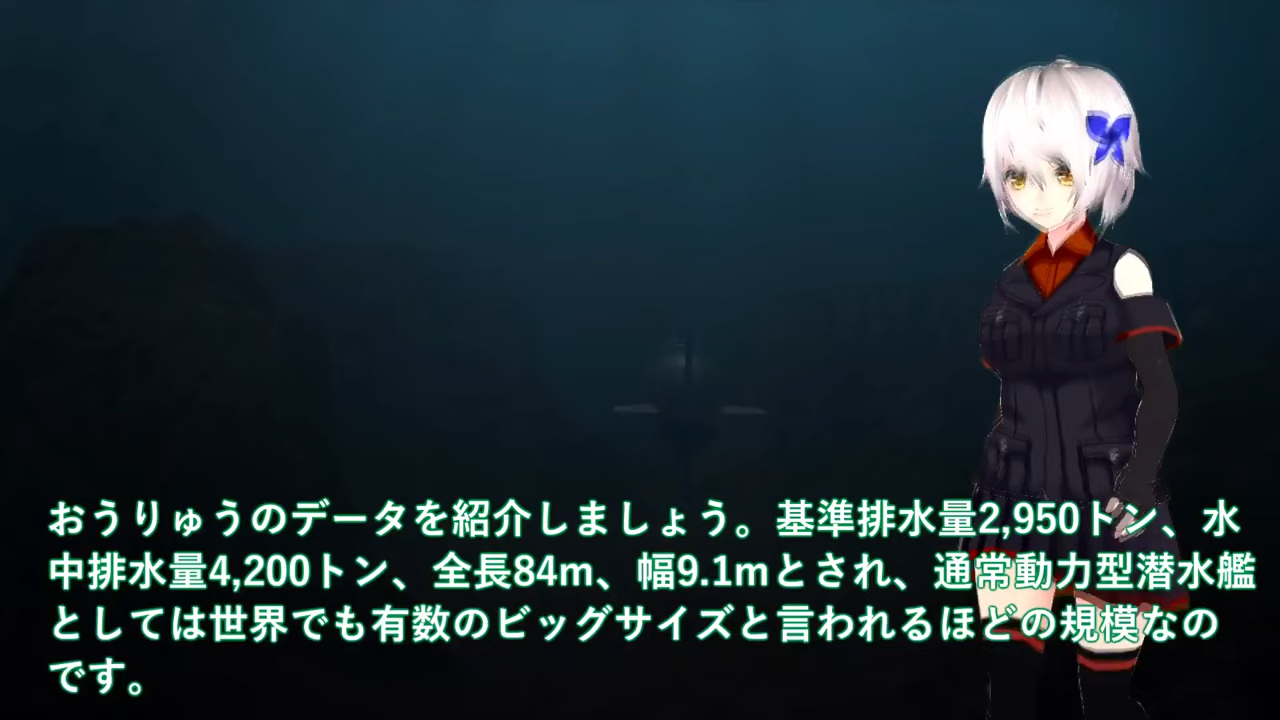 おうりゅうのデータを紹介しましょう。基準排水量2,950トン、水
中排水量4,200トン、全長84m、幅9.1mとされ、通常動力型潜水艦
としては世界でも有数のビッグサイズと言われるほどの規模なの
です。